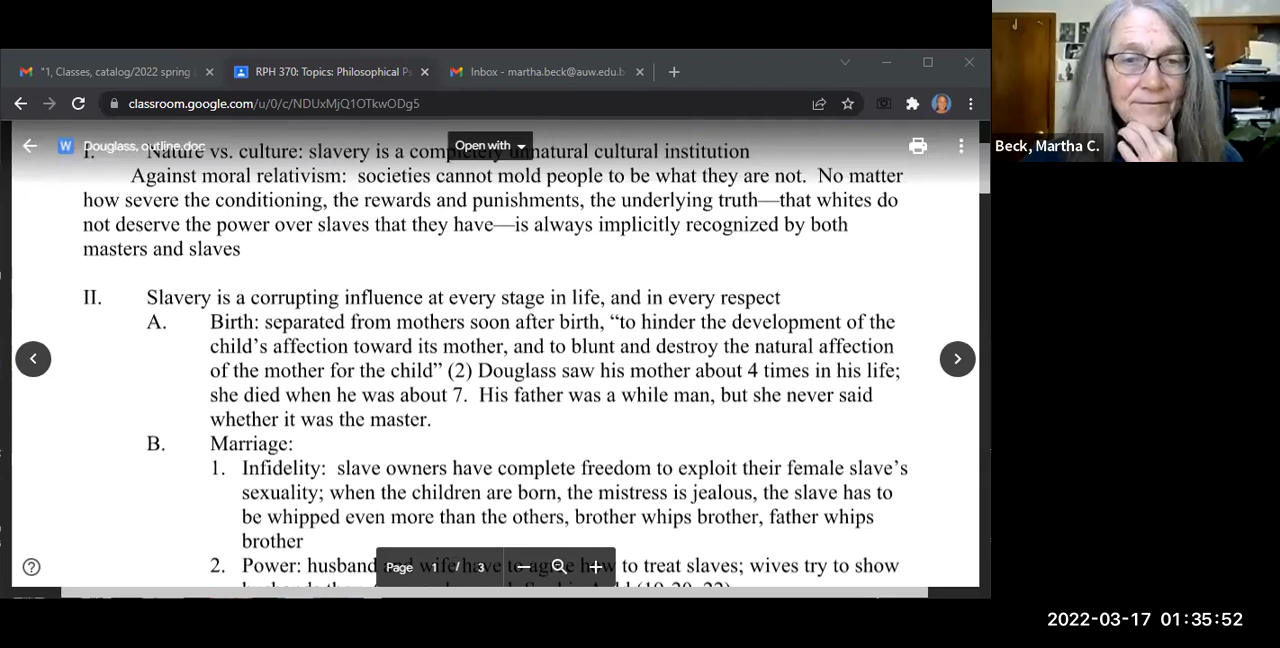 "1, Classes, catalog/2022 spring
RPH 370: Topics: Philosophical Ps
Inbox - martha.beck@auw.edu.b
classroom.google.com/u/0/c/NDUxMjQ1OTkwODg5
Beck, Martha C.
Douglass, outline.doc
Open with
I. Nature vs. culture: slavery is a completely unnatural cultural institution
Against moral relativism: societies cannot mold people to be what they are not. No matter
how severe the conditioning, the rewards and punishments, the underlying truth—that whites do
not deserve the power over slaves that they have—is always implicitly recognized by both
masters and slaves
II. Slavery is a corrupting influence at every stage in life, and in every respect
A. Birth: separated from mothers soon after birth, “to hinder the development of the
child’s affection toward its mother, and to blunt and destroy the natural affection
of the mother for the child” (2) Douglass saw his mother about 4 times in his life;
she died when he was about 7. His father was a while man, but she never said
whether it was the master.
B. Marriage:
1. Infidelity: slave owners have complete freedom to exploit their female slave’s
sexuality; when the children are born, the mistress is jealous, the slave has to
be whipped even more than the others, brother whips brother, father whips
brother
2. Power: husband and wife have to agree how to treat slaves; wives try to show
Page 1 / 3
2022-03-17 01:35:52